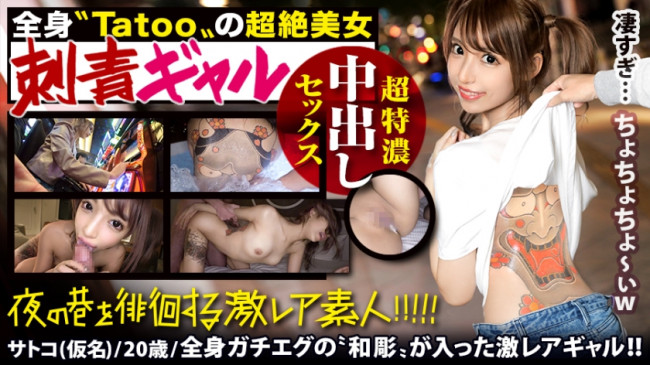 全身〝Tatoo〟の超絶美女
刺青ギャル
超特濃
中出し
セックス
凄すぎ…
ちょちょちょ〜いw
夜の巷を徘徊する激レア素人!!!!!
サトコ(仮名)/20歳/全身ガチエグの〝和彫〟が入った激レアギャル!!